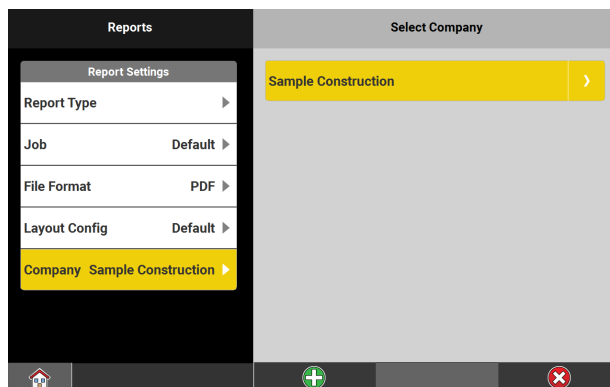 Reports
Select Company
Report Settings
Report Type
Job Default
File Format PDF
Layout Config Default
Company Sample Construction
Sample Construction